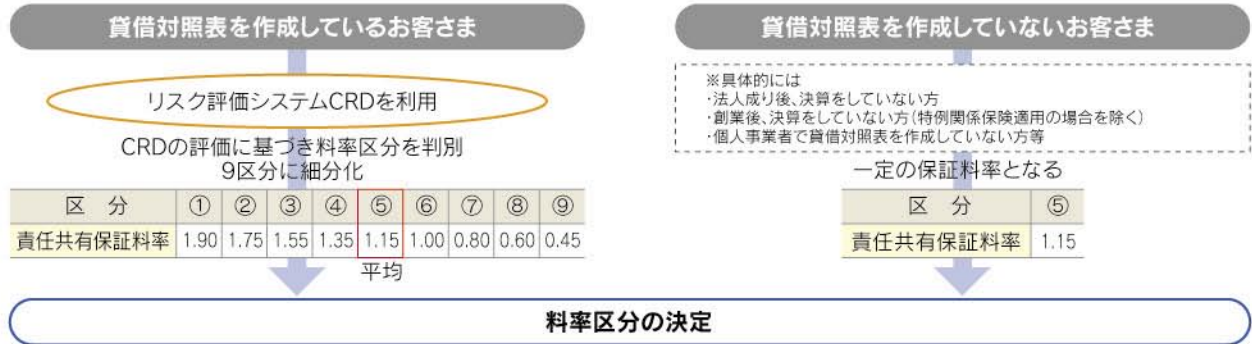 貸借対照表を作成しているお客さま
リスク評価システムCRDを利用
CRDの評価に基づき料率区分を判別
9区分に細分化
区 分 ① ② ③ ④ ⑤ ⑥ ⑦ ⑧ ⑨
責任共有保証料率 1.90 1.75 1.55 1.35 1.15 1.00 0.80 0.60 0.45
平均
貸借対照表を作成していないお客さま
※具体的には
・法人成り後、決算をしていない方
・創業後、決算をしていない方(特例関係保険適用の場合を除く)
・個人事業者で貸借対照表を作成していない方等
一定の保証料率となる
区 分 ⑤
責任共有保証料率 1.15
料率区分の決定